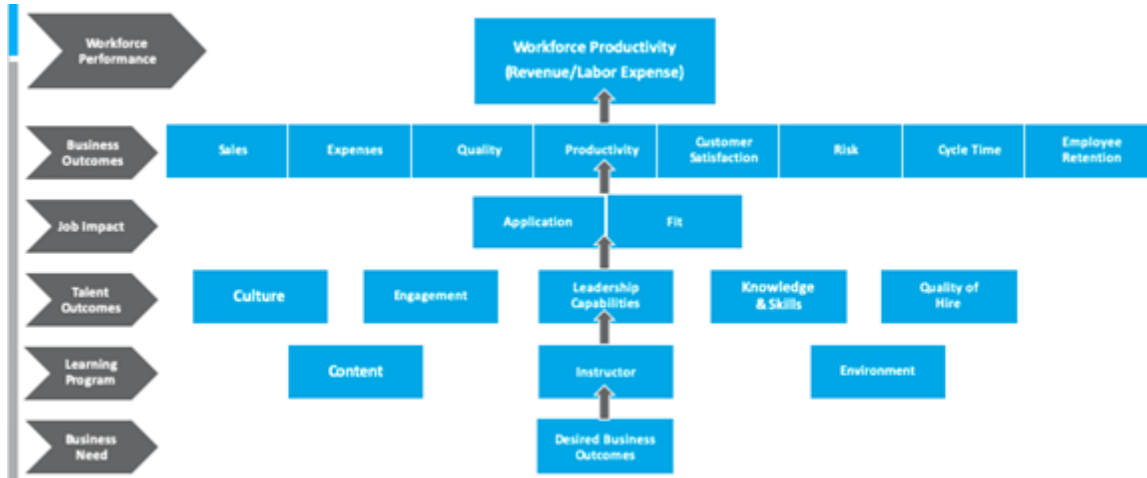 Workforce
Performance
Workforce Productivity
(Revenue/Labor Expense)
Business
Outcomes
Sales
Expenses
Quality
Productivity
Customer
Satisfaction
Risk
Cycle Time
Employee
Retention
Job Impact
Application
Fit
Talent
Outcomes
Culture
Engagement
Leadership
Capabilities
Knowledge
& Skills
Quality of
Hire
Learning
Program
Content
Instructor
Environment
Business
Need
Desired Business
Outcomes